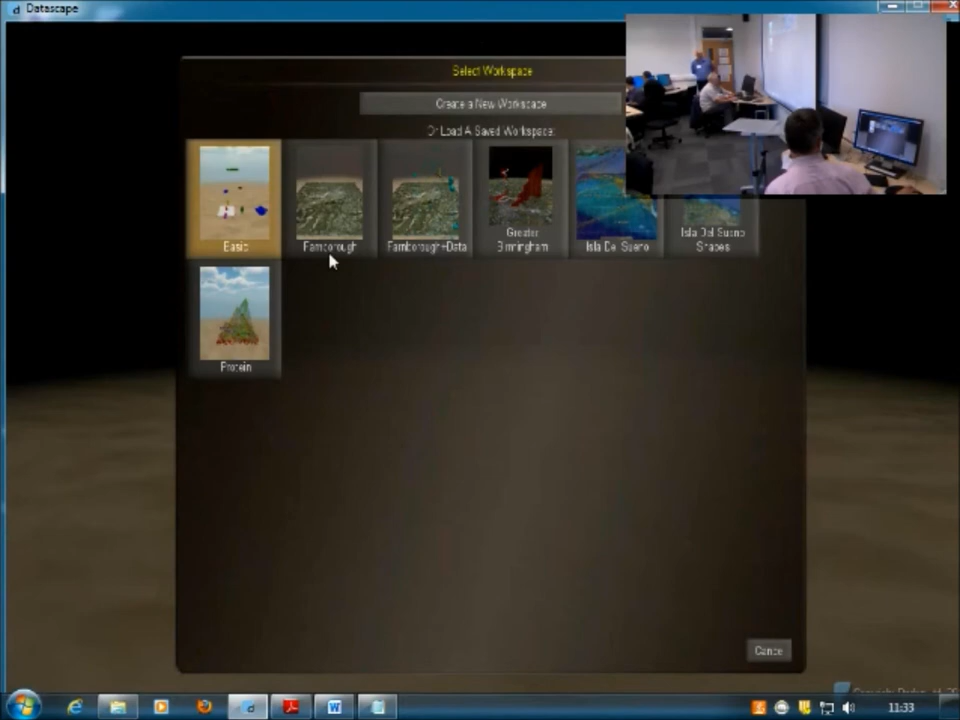 Datascape
Select Workspace
Create a New Workspace
Or Load A Saved Workspace:
Basic
Farnborough
Farnborough+Data
Greater
Birmingham
Isla Del Sueno
Isla Del Sueno
Shapes
Protein
Cancel
11:33